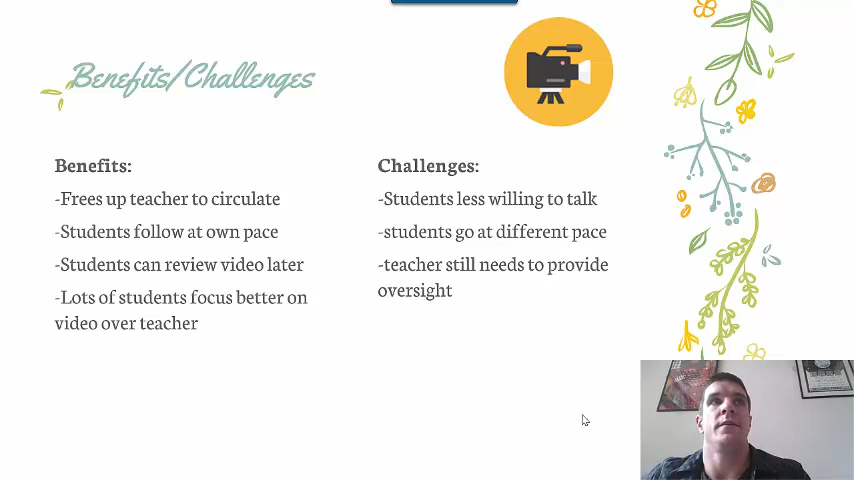 Benefits/Challenges
Benefits:
-Frees up teacher to circulate
-Students follow at own pace
-Students can review video later
-Lots of students focus better on
video over teacher
Challenges:
-Students less willing to talk
-students go at different pace
-teacher still needs to provide
oversight